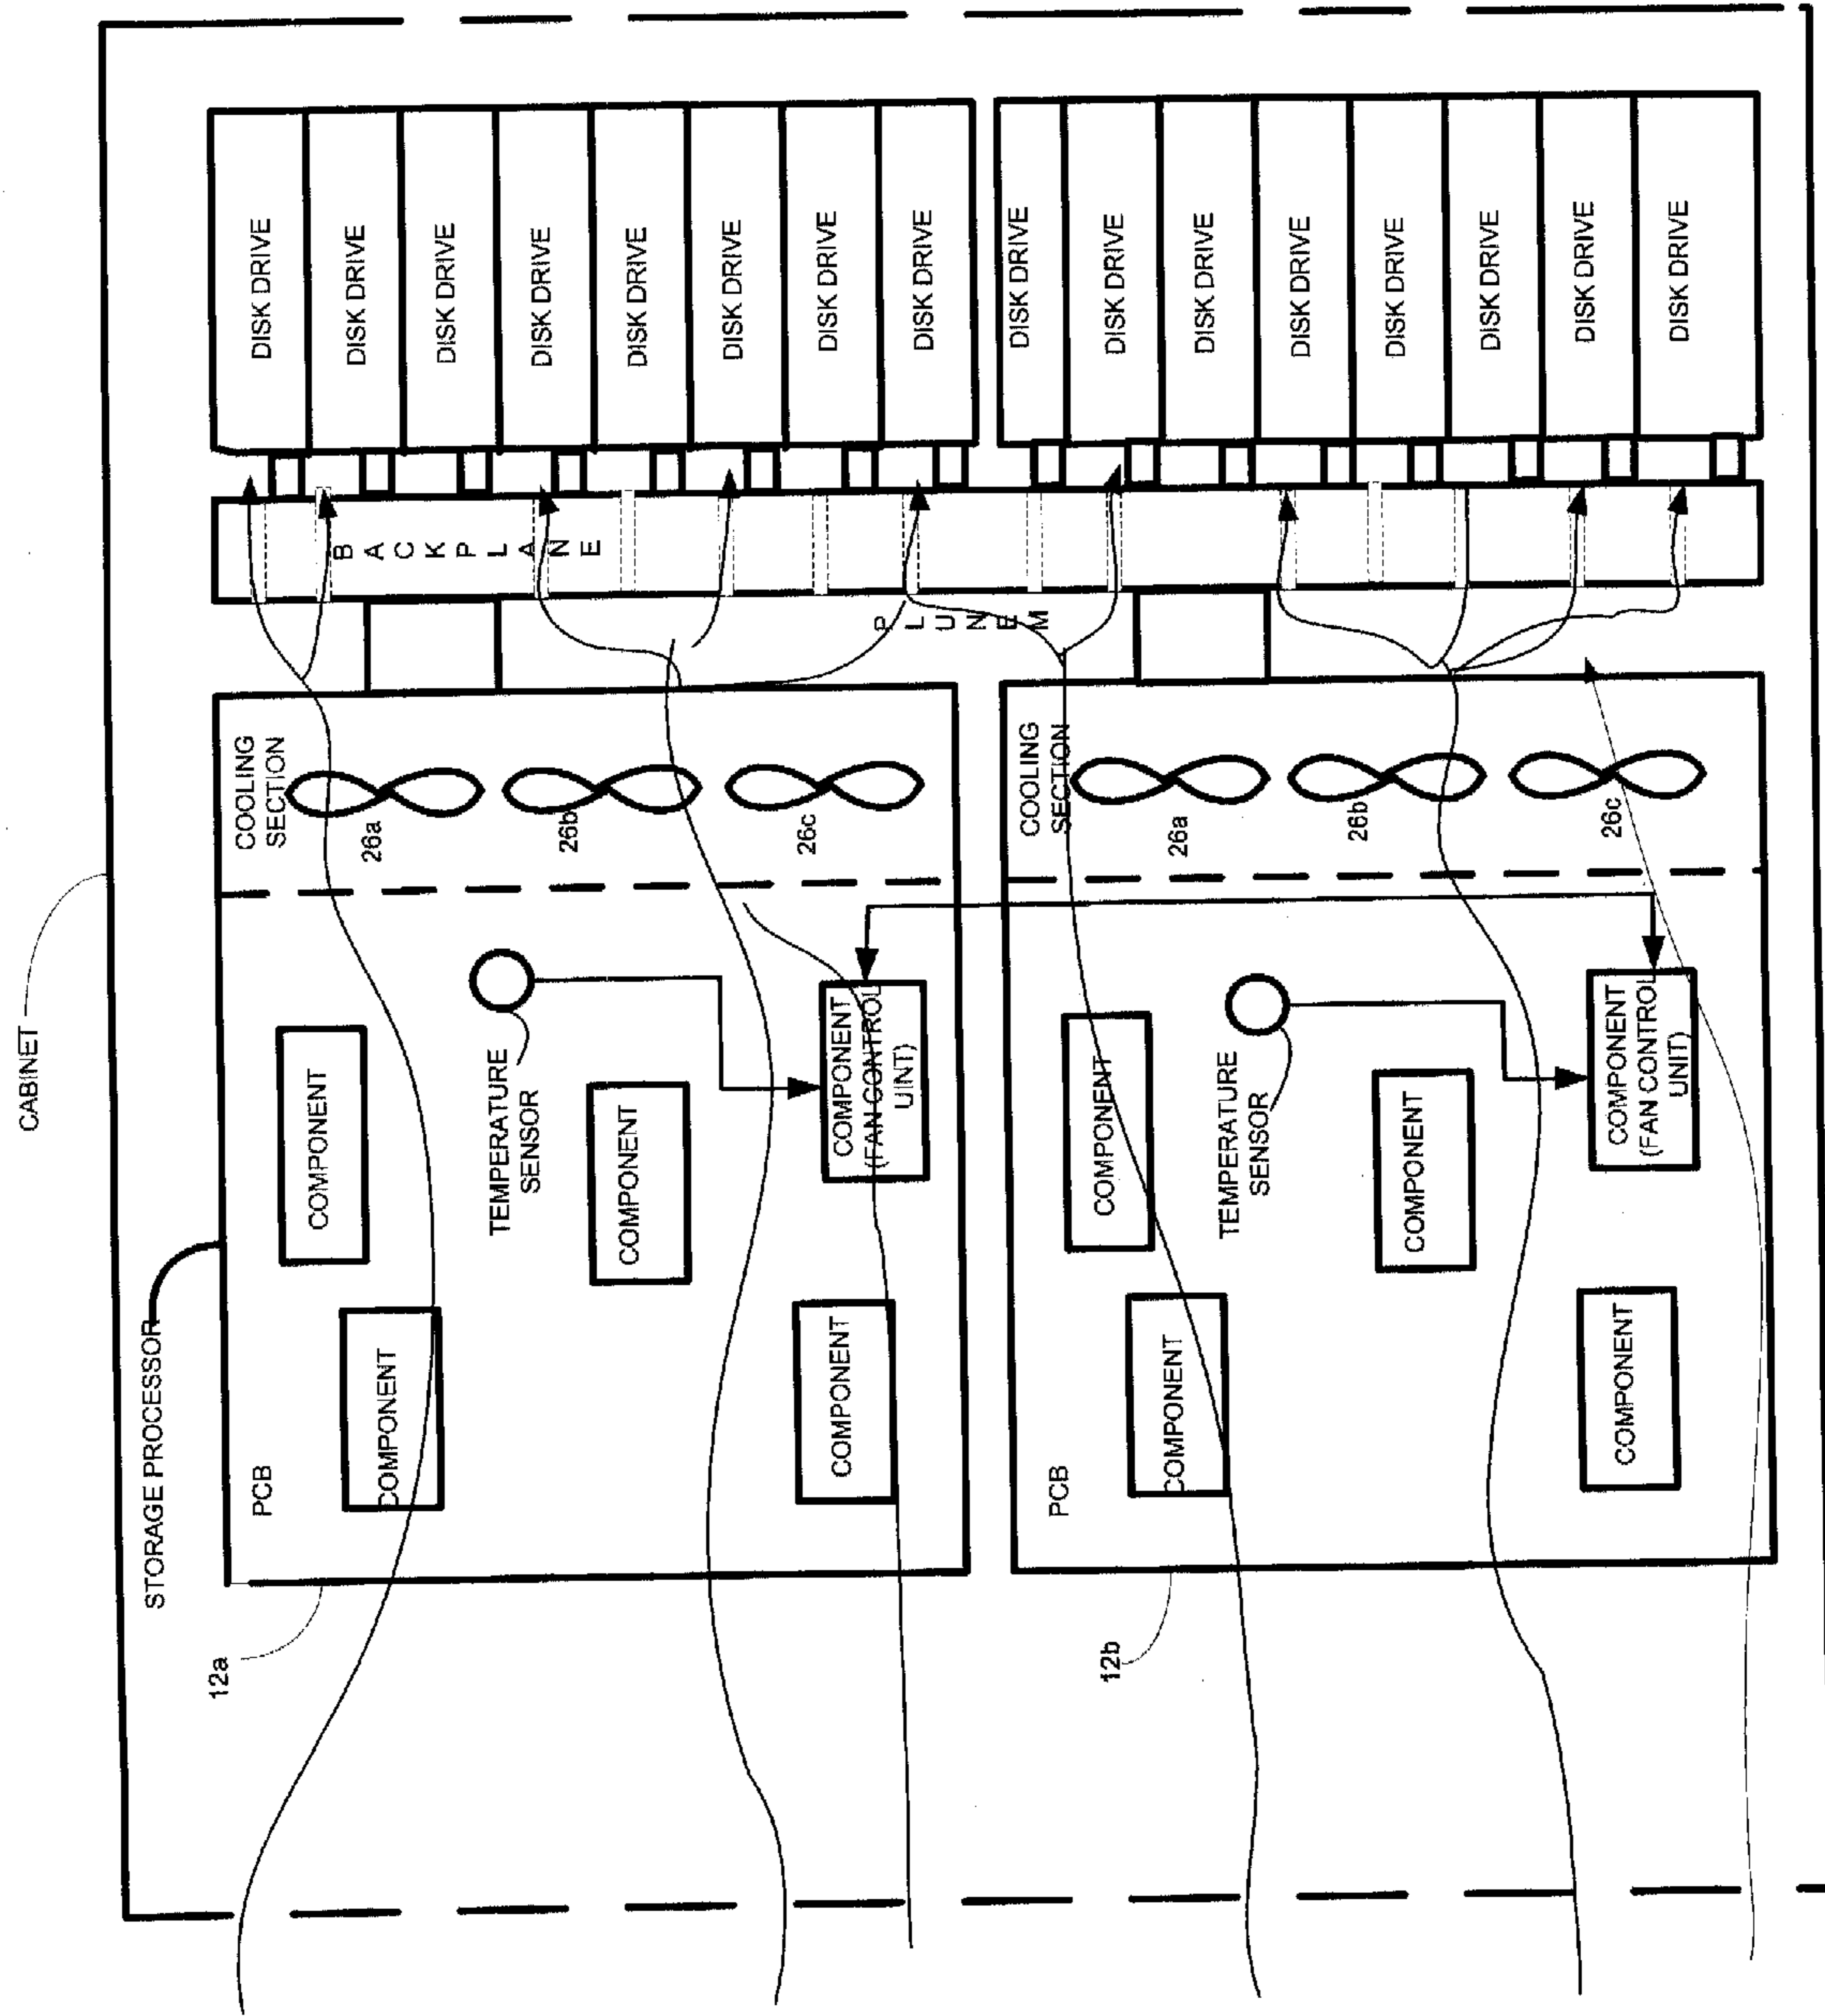 CABINET
STORAGE PROCESSOR
12a
PCB
COMPONENT
COMPONENT
TEMPERATURE
SENSOR
COMPONENT
COMPONENT
COMPONENT
(FAN CONTROL
UINT)
COOLING
SECTION
26a
26b
26c
BACKPLANE
PLUNEM
DISK DRIVE
DISK DRIVE
DISK DRIVE
DISK DRIVE
DISK DRIVE
DISK DRIVE
DISK DRIVE
DISK DRIVE
12b
PCB
COMPONENT
COMPONENT
TEMPERATURE
SENSOR
COMPONENT
COMPONENT
COMPONENT
(FAN CONTROL
UNIT)
COOLING
SECTION
26a
26b
26c
DISK DRIVE
DISK DRIVE
DISK DRIVE
DISK DRIVE
DISK DRIVE
DISK DRIVE
DISK DRIVE
DISK DRIVE